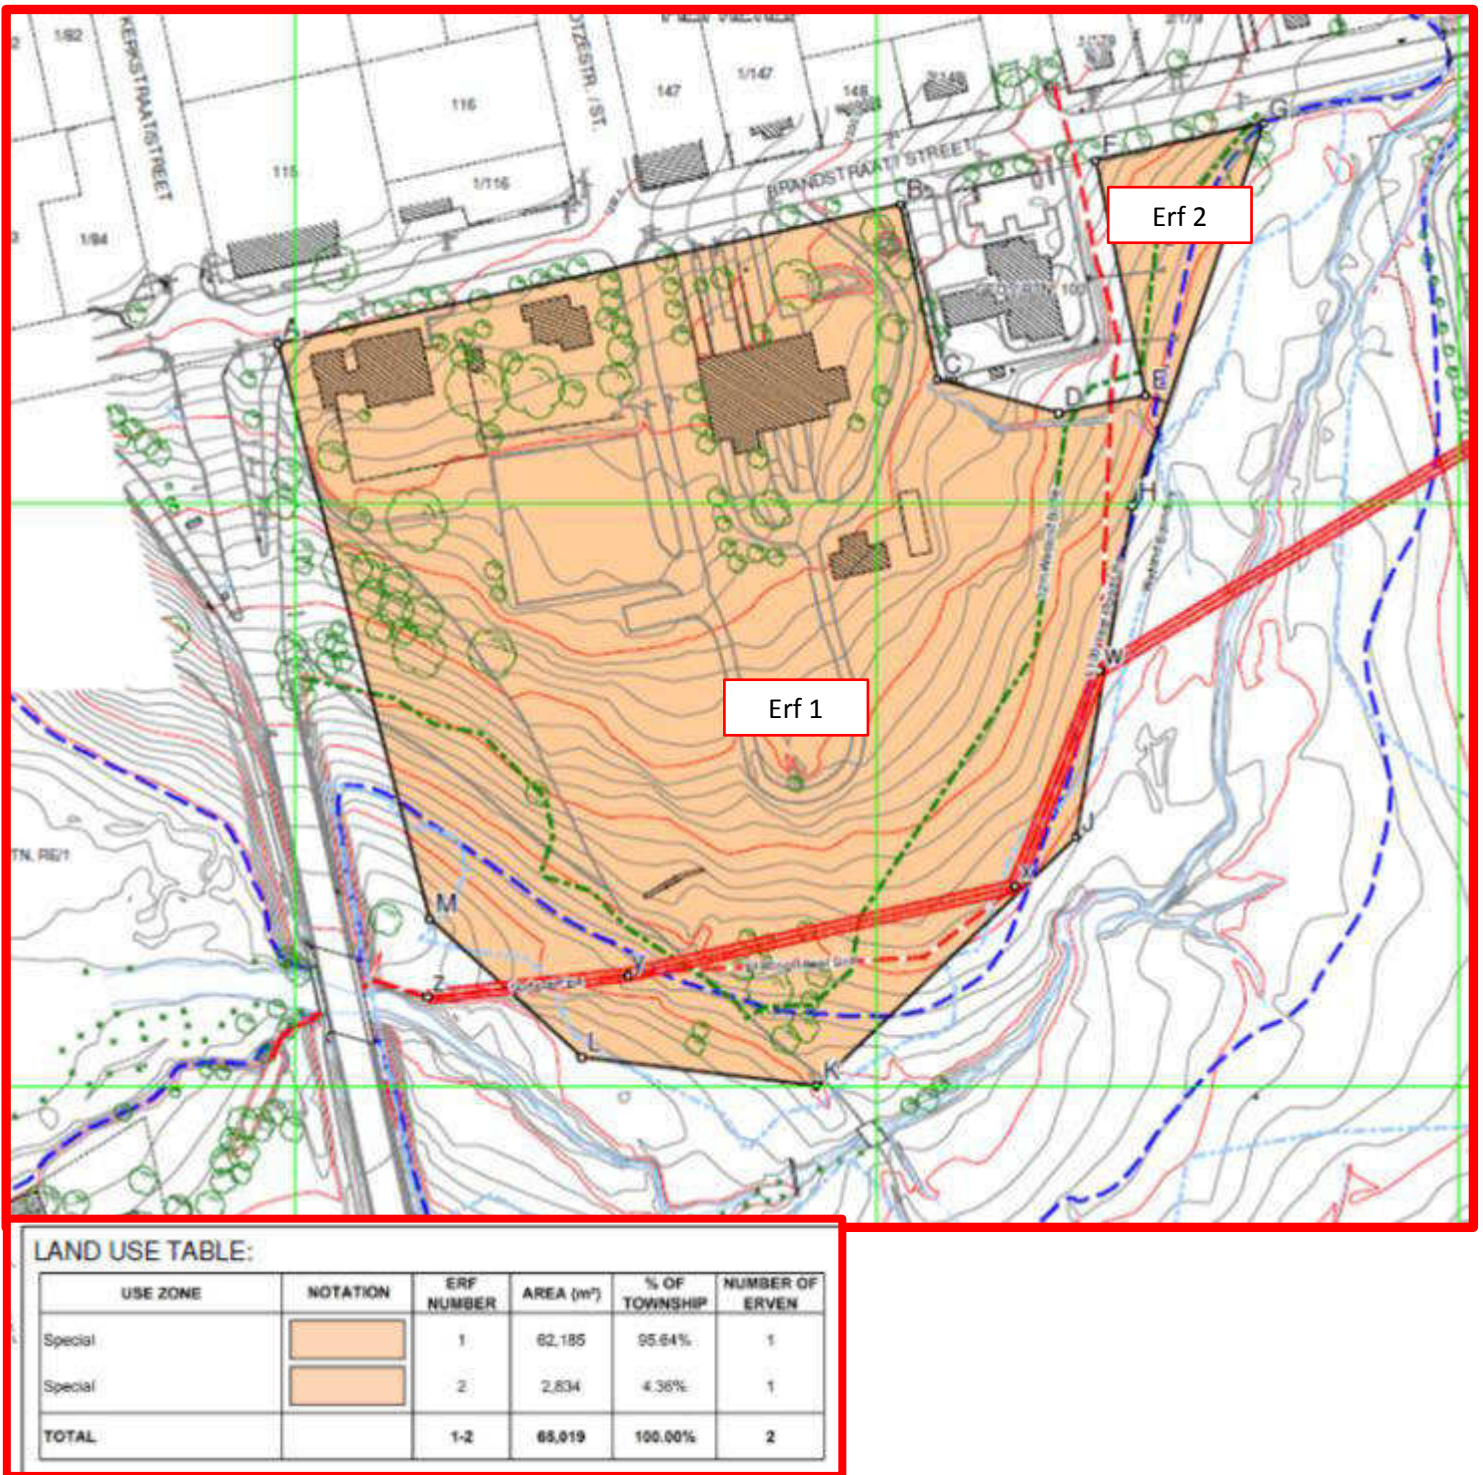 1/92
KERKSTRAAT/STREET
116
147
1/147
148
115
1/116
1/94
BRANDSTRAAT / STREET
G
F
B
Erf 2
C
D
E
H
W
Erf 1
J
TN. RE/1
X
M
Y
Z
L
K
LAND USE TABLE:
USE ZONE NOTATION ERF NUMBER AREA (m²) % OF TOWNSHIP NUMBER OF ERVEN
Special 1 62,185 95.64% 1
Special 2 2,834 4.36% 1
TOTAL 1-2 65,019 100.00% 2